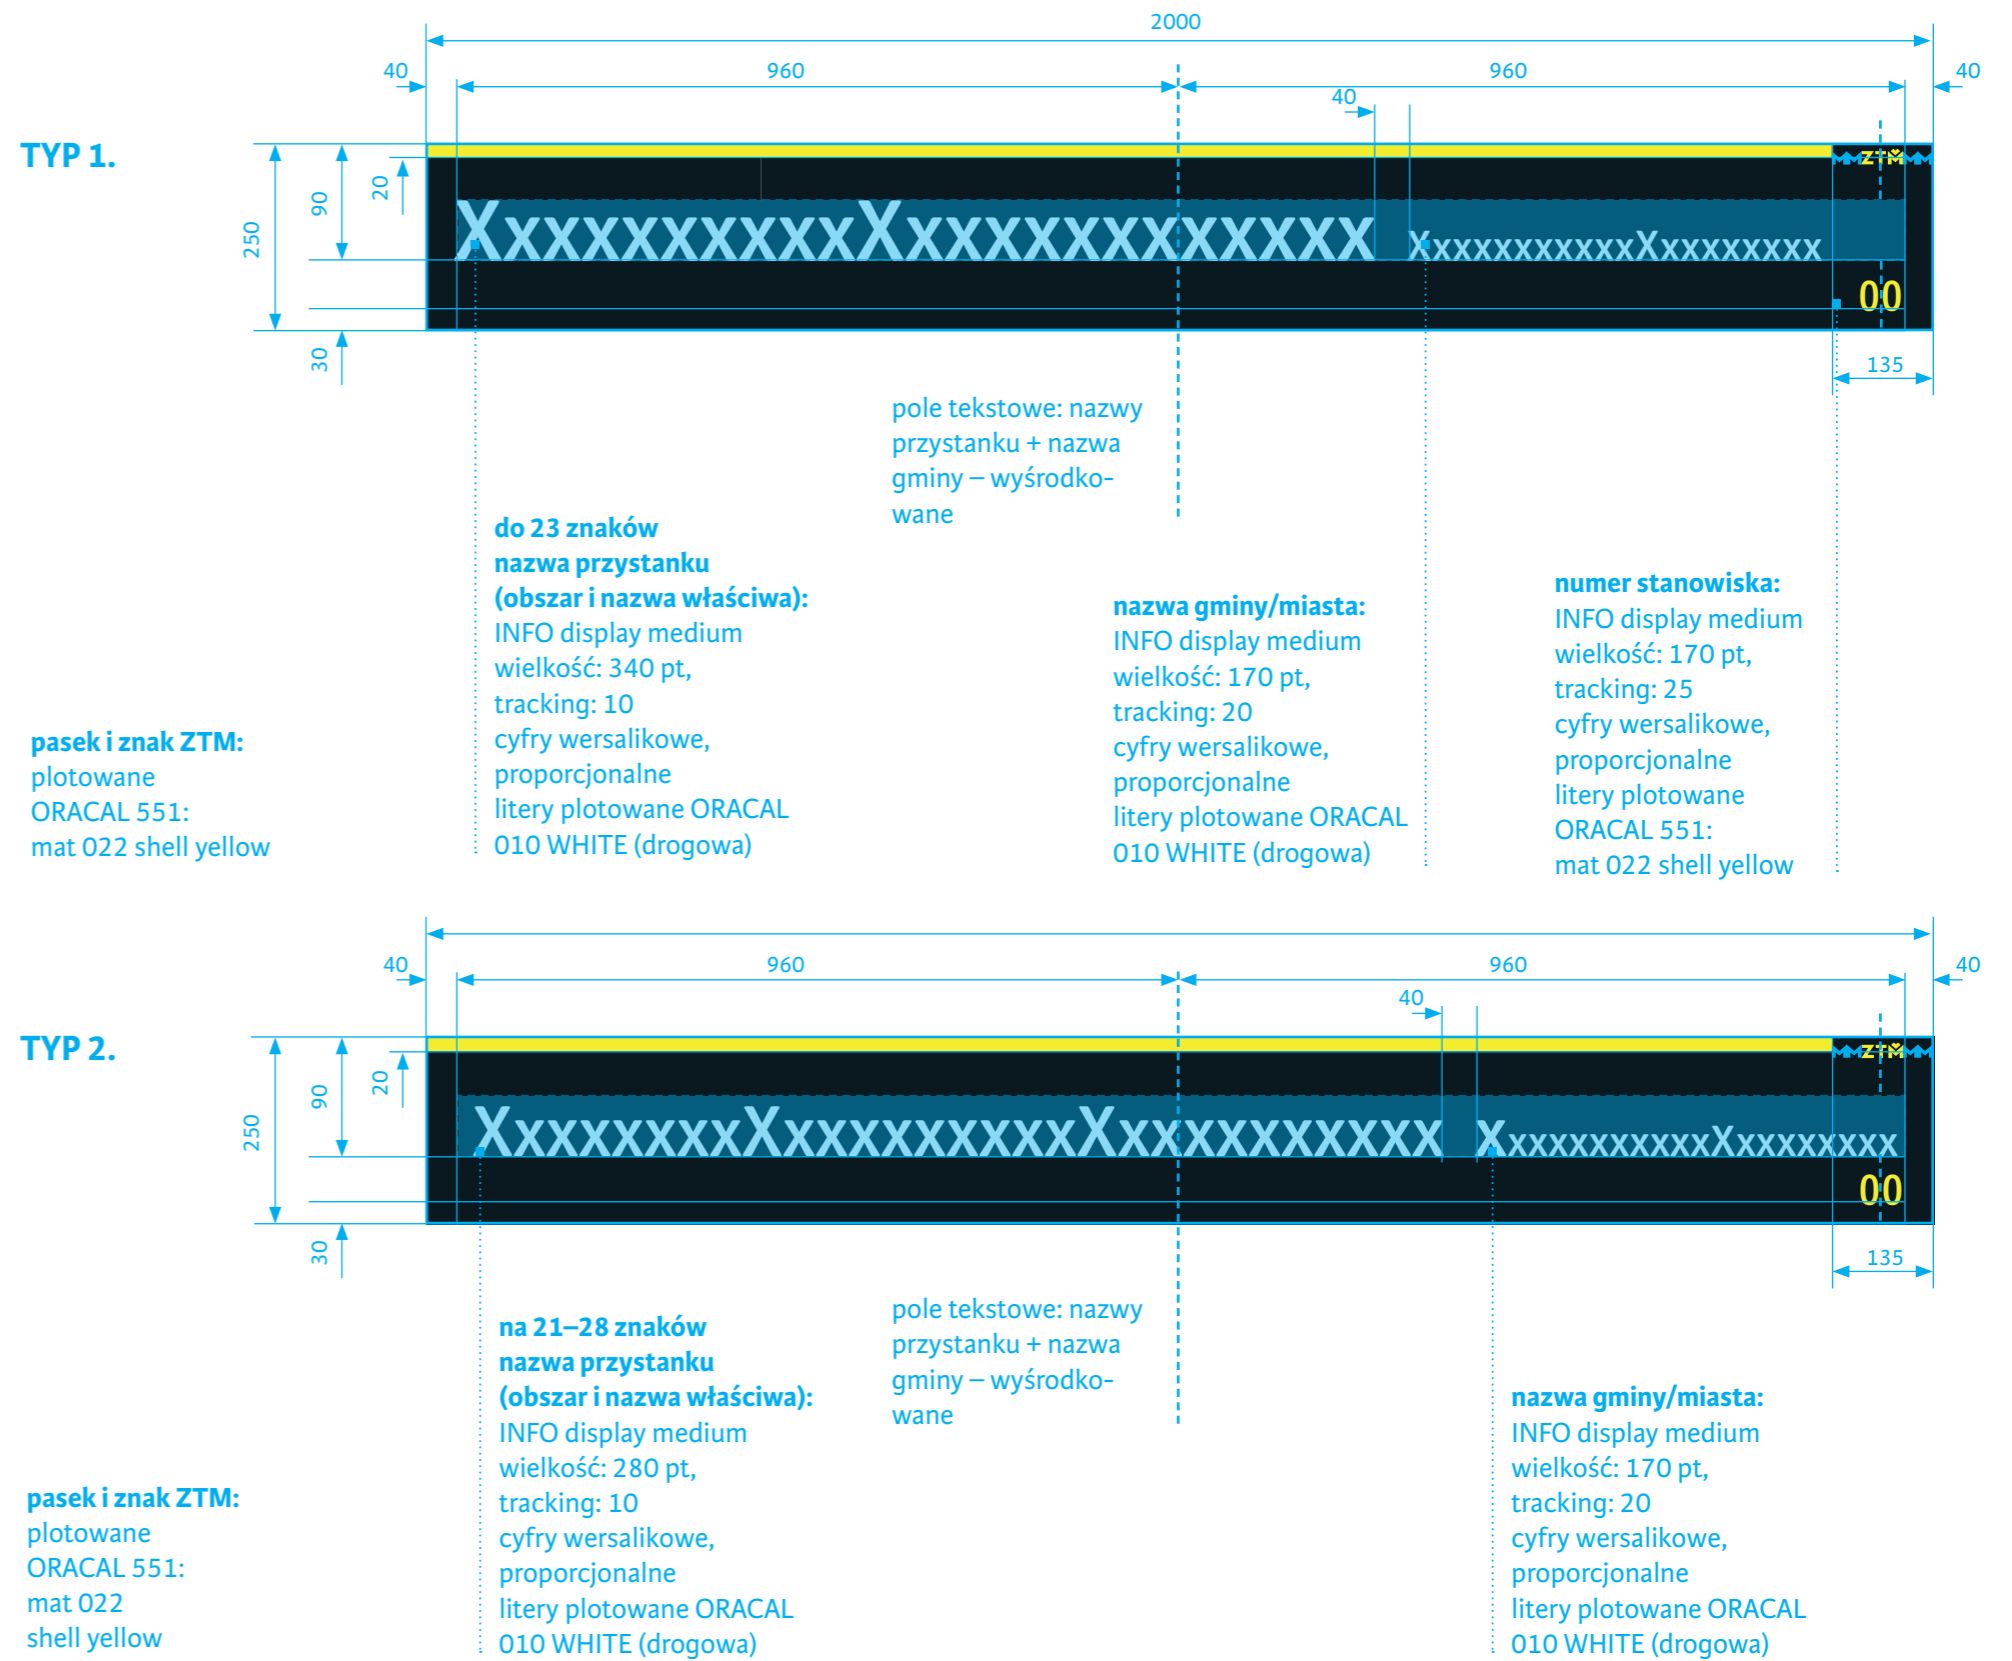 2000
40
960
960
40
40
TYP 1.
250
90
20
30
ZTM
XxxxxxxxxxXxxxxxxxxxxxx
XxxxxxxxxxxXxxxxxxxx
00
135
pole tekstowe: nazwy
przystanku + nazwa
gminy – wyśrodko-
wane
do 23 znaków
nazwa przystanku
(obszar i nazwa właściwa):
INFO display medium
wielkość: 340 pt,
tracking: 10
cyfry wersalikowe,
proporcjonalne
litery plotowane ORACAL
010 WHITE (drogowa)
nazwa gminy/miasta:
INFO display medium
wielkość: 170 pt,
tracking: 20
cyfry wersalikowe,
proporcjonalne
litery plotowane ORACAL
010 WHITE (drogowa)
numer stanowiska:
INFO display medium
wielkość: 170 pt,
tracking: 25
cyfry wersalikowe,
proporcjonalne
litery plotowane
ORACAL 551:
mat 022 shell yellow
pasek i znak ZTM:
plotowane
ORACAL 551:
mat 022 shell yellow
40
960
960
40
40
TYP 2.
250
90
20
30
ZTM
XxxxxxxxXxxxxxxxxxXxxxxxxxxxx
XxxxxxxxxxxXxxxxxxxx
00
135
na 21–28 znaków
nazwa przystanku
(obszar i nazwa właściwa):
INFO display medium
wielkość: 280 pt,
tracking: 10
cyfry wersalikowe,
proporcjonalne
litery plotowane ORACAL
010 WHITE (drogowa)
pole tekstowe: nazwy
przystanku + nazwa
gminy – wyśrodko-
wane
nazwa gminy/miasta:
INFO display medium
wielkość: 170 pt,
tracking: 20
cyfry wersalikowe,
proporcjonalne
litery plotowane ORACAL
010 WHITE (drogowa)
pasek i znak ZTM:
plotowane
ORACAL 551:
mat 022
shell yellow